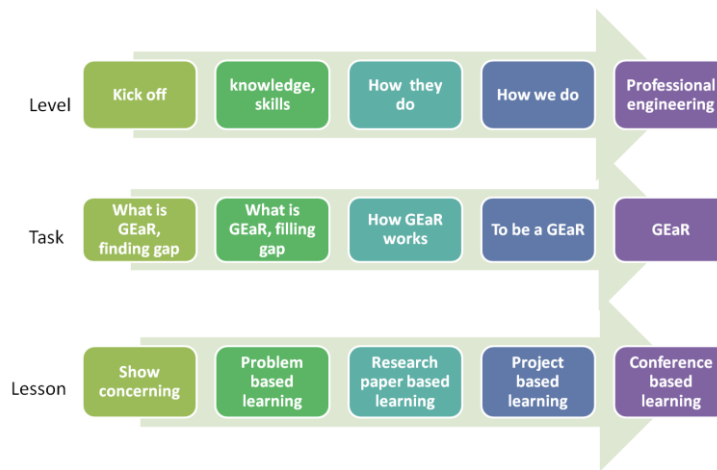 Level
Kick off
knowledge,
skills
How they
do
How we do
Professional
engineering
Task
What is
GEaR,
finding gap
What is
GEaR, filling
gap
How GEaR
works
To be a GEaR
GEaR
Lesson
Show
concerning
Problem
based
learning
Research
paper based
learning
Project
based
learning
Conference
based
learning